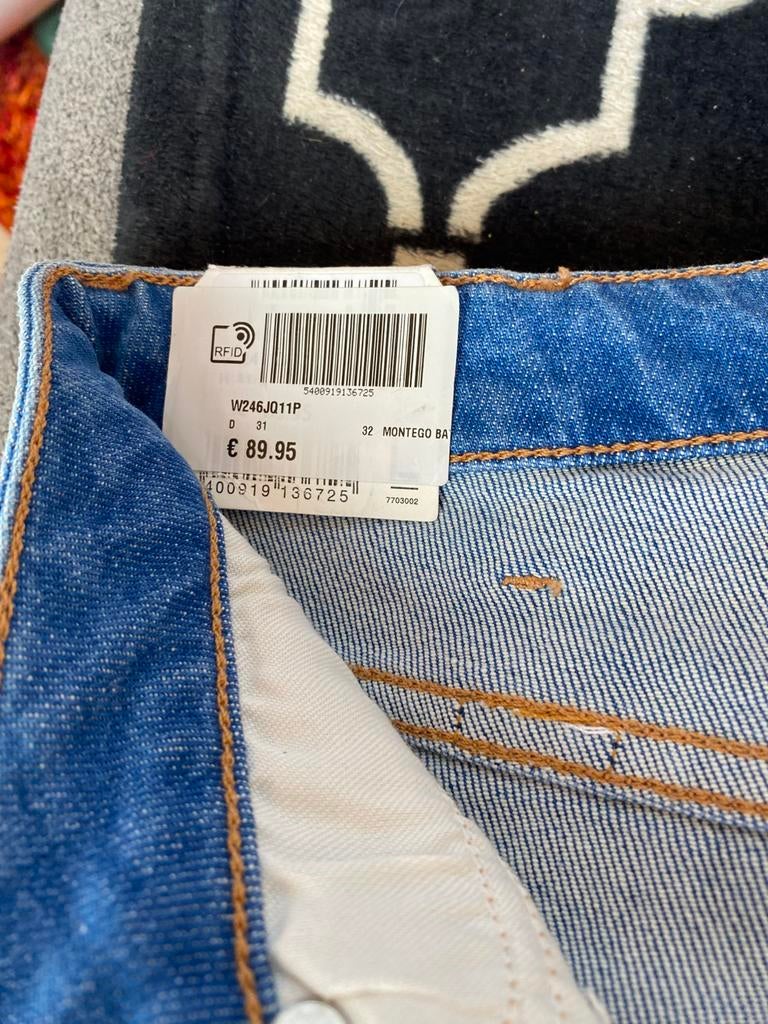 RFID
5400919136725
W246JQ11P
D 31
32 MONTEGO BA
€ 89.95
400919 136725
7703002